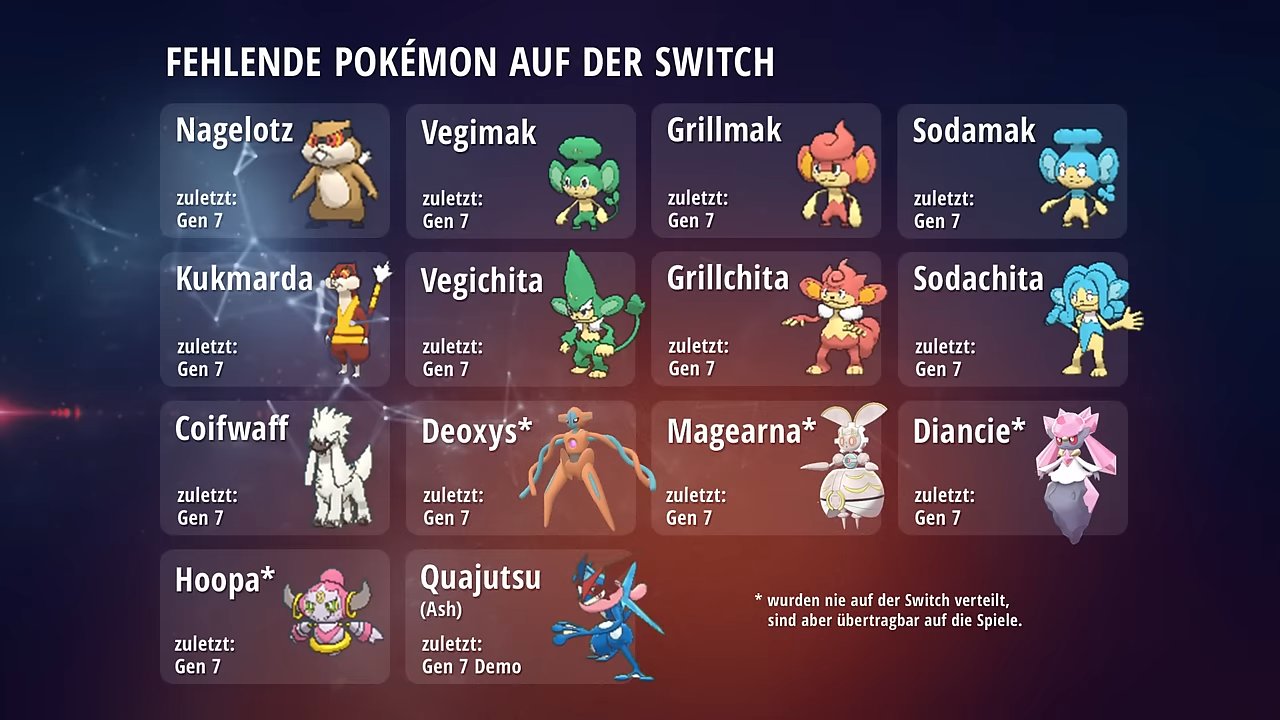 FEHLENDE POKÉMON AUF DER SWITCH
Nagelotz
zuletzt:
Gen 7
Vegimak
zuletzt:
Gen 7
Grillmak
zuletzt:
Gen 7
Sodamak
zuletzt:
Gen 7
Kukmarda
zuletzt:
Gen 7
Vegichita
zuletzt:
Gen 7
Grillchita
zuletzt:
Gen 7
Sodachita
zuletzt:
Gen 7
Coifwaff
zuletzt:
Gen 7
Deoxys*
zuletzt:
Gen 7
Magearna*
zuletzt:
Gen 7
Diancie*
zuletzt:
Gen 7
Hoopa*
zuletzt:
Gen 7
Quajutsu
(Ash)
zuletzt:
Gen 7 Demo
* wurden nie auf der Switch verteilt,
sind aber übertragbar auf die Spiele.